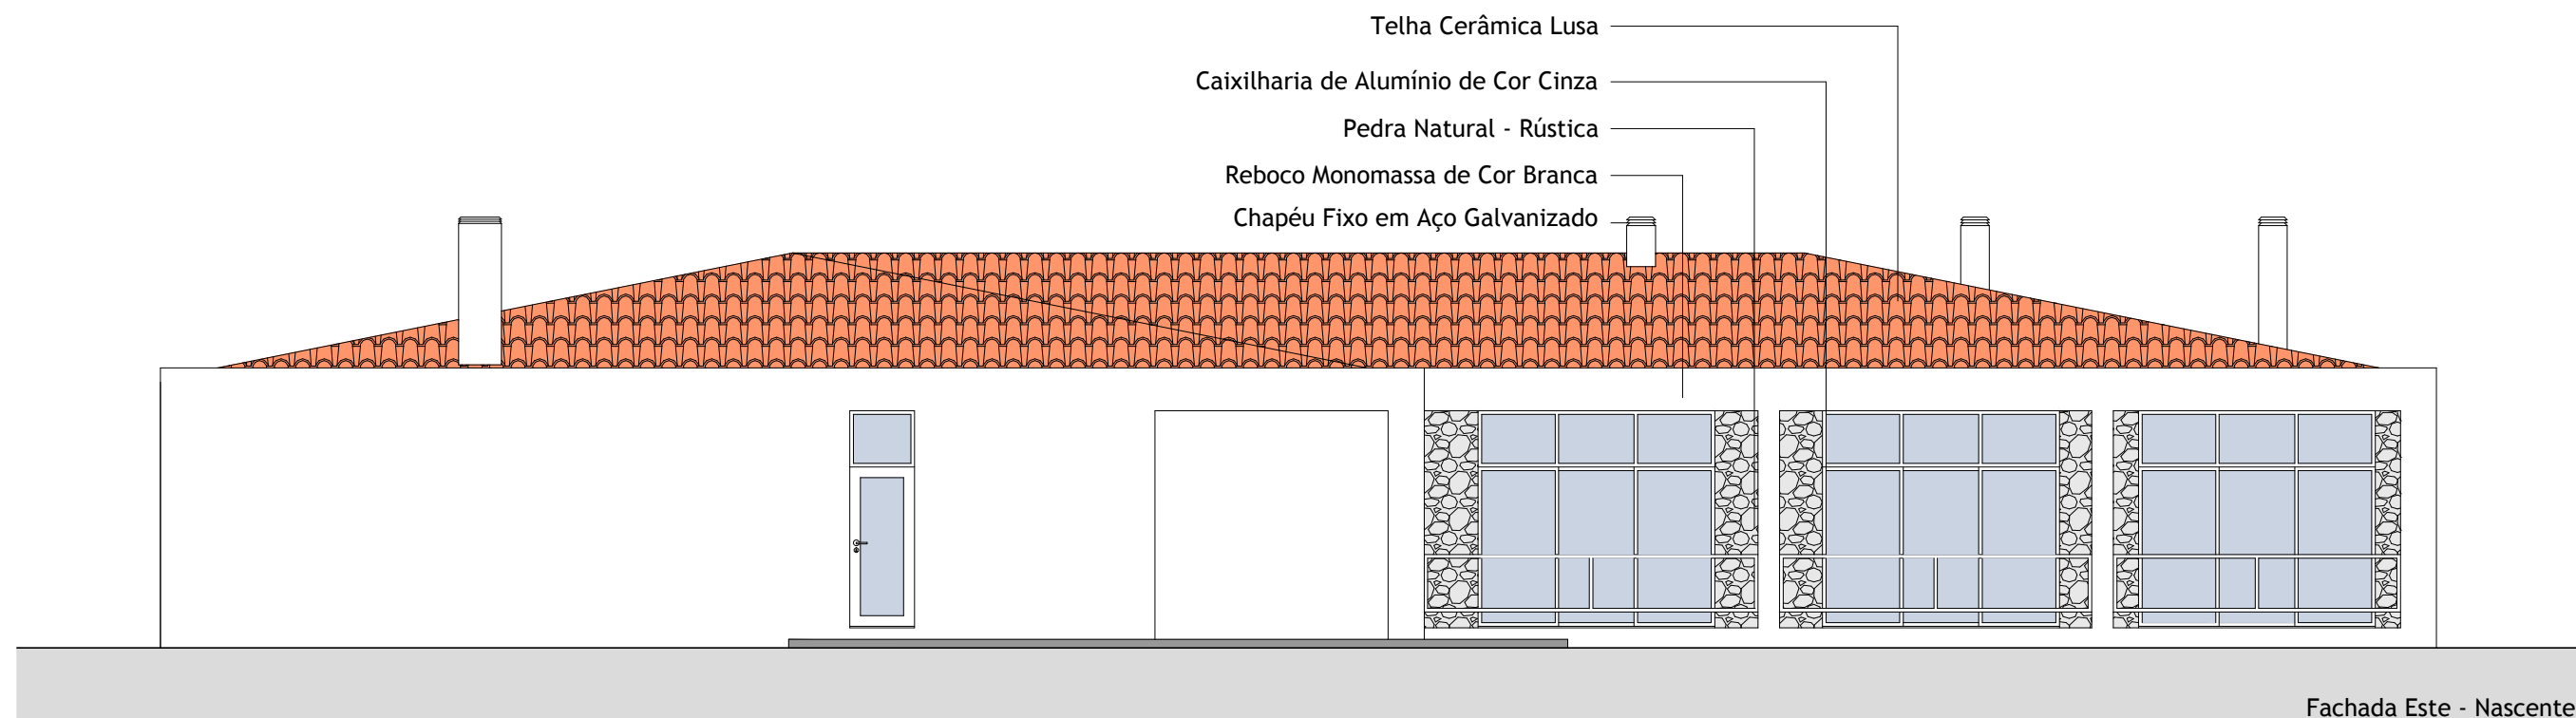 Telha Cerâmica Lusa
Caixilharia de Alumínio de Cor Cinza
Pedra Natural - Rústica
Reboco Monomassa de Cor Branca
Chapéu Fixo em Aço Galvanizado
Fachada Este - Nascente